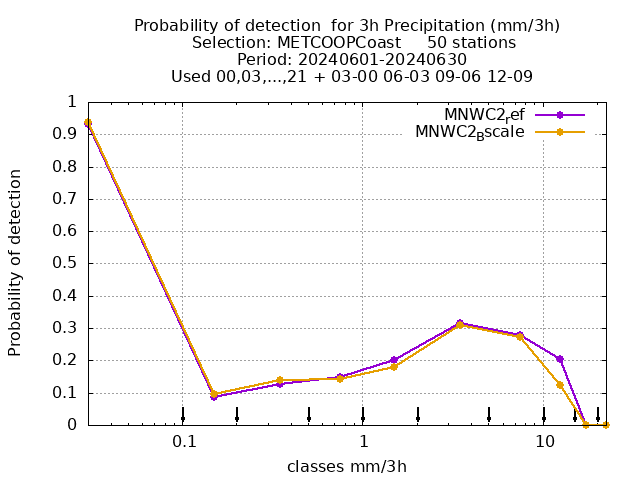 Probability of detection  for 3h Precipitation (mm/3h)
Selection: METCOOPCoast     50 stations
Period: 20240601-20240630
Used 00,03,...,21 + 03-00 06-03 09-06 12-09
MNWC2_ref
MNWC2_Bscale
1
0.9
0.8
0.7
0.6
0.5
0.4
0.3
0.2
0.1
0
Probability of detection
0.1
1
10
classes mm/3h